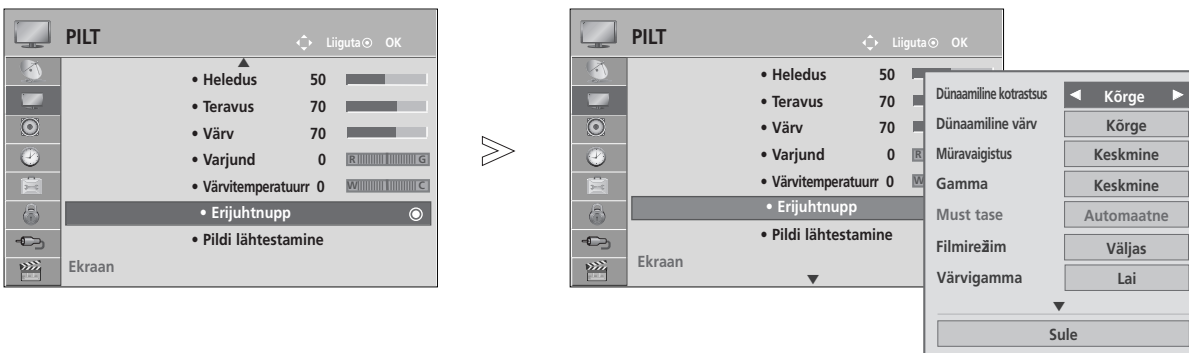 PILT
Liiguta OK
• Heledus 50
• Teravus 70
• Värv 70
• Varjund 0 R G
• Värvitemperatuurr 0 W C
• Erijuhtnupp
• Pildi lähtestamine
Ekraan
>
PILT
Liiguta OK
• Heledus 50
• Teravus 70
• Värv 70
• Varjund 0 R
• Värvitemperatuurr 0 W
• Erijuhtnupp
• Pildi lähtestamine
Ekraan
Dünaamiline kotrastsus ◀ Kõrge ▶
Dünaamiline värv Kõrge
Müravaigistus Keskmine
Gamma Keskmine
Must tase Automaatne
Filmirežim Väljas
Värvigamma Lai
Sule